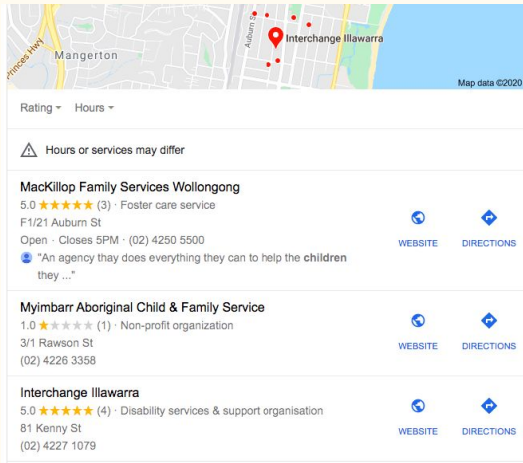 Princes Hwy
Mangerton
Auburn S
Interchange Illawarra
Map data ©2020
Rating
Hours
Hours or services may differ
MacKillop Family Services Wollongong
5.0 ★★★★★ (3) · Foster care service
F1/21 Auburn St
Open · Closes 5PM · (02) 4250 5500
"An agency thay does everything they can to help the children
they ..."
WEBSITE
DIRECTIONS
Myimbarr Aboriginal Child & Family Service
1.0 ★★★★★ (1) · Non-profit organization
3/1 Rawson St
(02) 4226 3358
WEBSITE
DIRECTIONS
Interchange Illawarra
5.0 ★★★★★ (4) · Disability services & support organisation
81 Kenny St
(02) 4227 1079
WEBSITE
DIRECTIONS